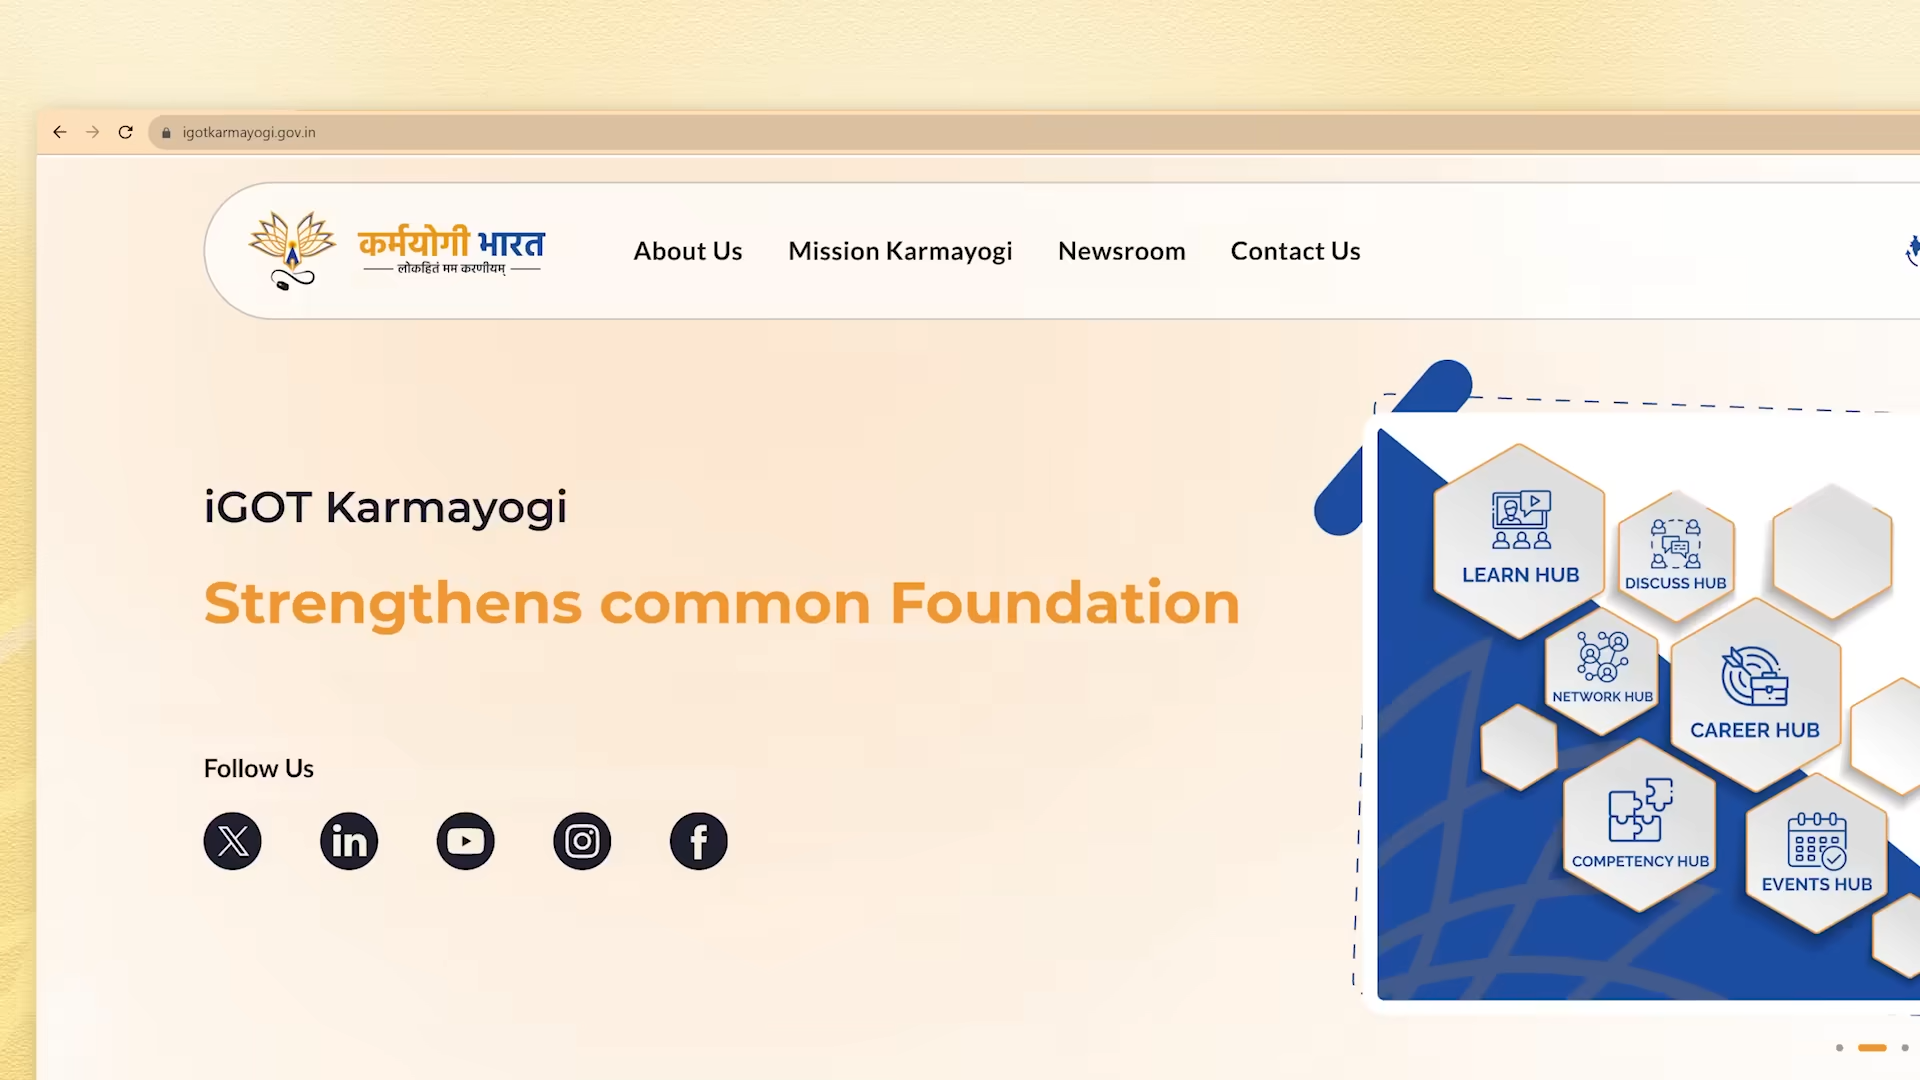 igotkarmayogi.gov.in
कर्मयोगी भारत
लोकहितं मम करणीयम्
About Us
Mission Karmayogi
Newsroom
Contact Us
iGOT Karmayogi
Strengthens common Foundation
Follow Us
LEARN HUB
DISCUSS HUB
NETWORK HUB
CAREER HUB
COMPETENCY HUB
EVENTS HUB